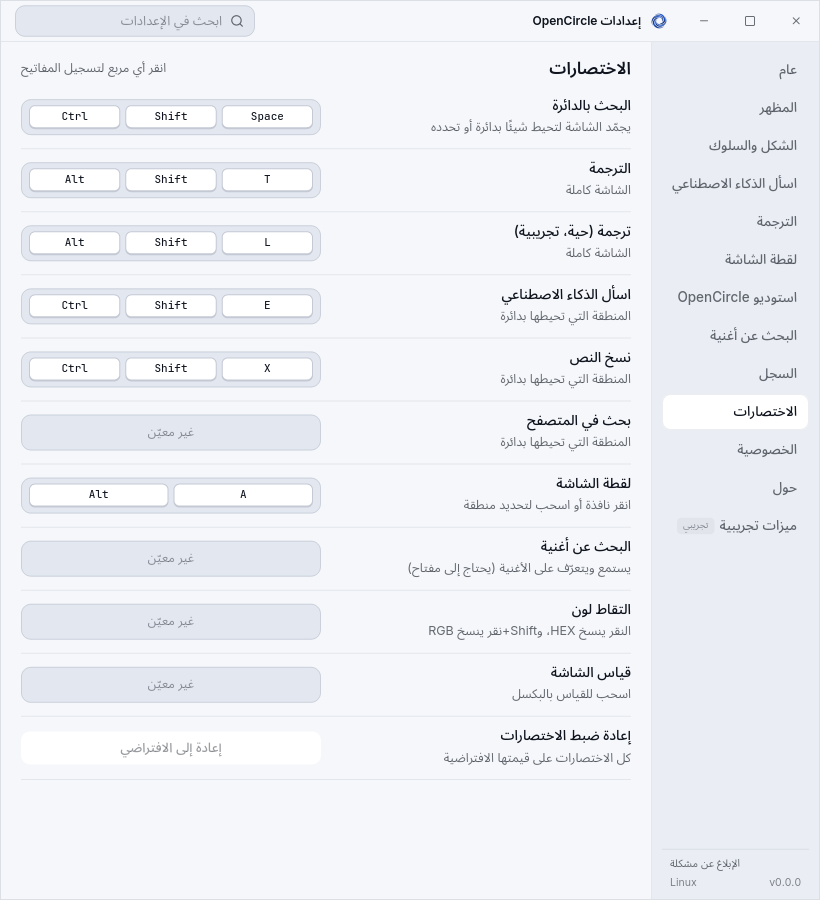 إعدادات OpenCircle
ابحث في الإعدادات
عام
المظهر
الشكل والسلوك
اسأل الذكاء الاصطناعي
الترجمة
لقطة الشاشة
استوديو OpenCircle
البحث عن أغنية
السجل
الاختصارات
الخصوصية
حول
ميزات تجريبية تجريبي
الإبلاغ عن مشكلة
v0.0.0 Linux
الاختصارات
انقر أي مربع لتسجيل المفاتيح
البحث بالدائرة
يجمّد الشاشة لتحيط شيئًا بدائرة أو تحدده
Ctrl Shift Space
الترجمة
الشاشة كاملة
Alt Shift T
ترجمة (حية، تجريبية)
الشاشة كاملة
Alt Shift L
اسأل الذكاء الاصطناعي
المنطقة التي تحيطها بدائرة
Ctrl Shift E
نسخ النص
المنطقة التي تحيطها بدائرة
Ctrl Shift X
بحث في المتصفح
المنطقة التي تحيطها بدائرة
غير معيّن
لقطة الشاشة
انقر نافذة أو اسحب لتحديد منطقة
Alt A
البحث عن أغنية
يستمع ويتعرّف على الأغنية (يحتاج إلى مفتاح)
غير معيّن
التقاط لون
النقر ينسخ HEX، وShift+نقر ينسخ RGB
غير معيّن
قياس الشاشة
اسحب للقياس بالبكسل
غير معيّن
إعادة ضبط الاختصارات
كل الاختصارات على قيمتها الافتراضية
إعادة إلى الافتراضي